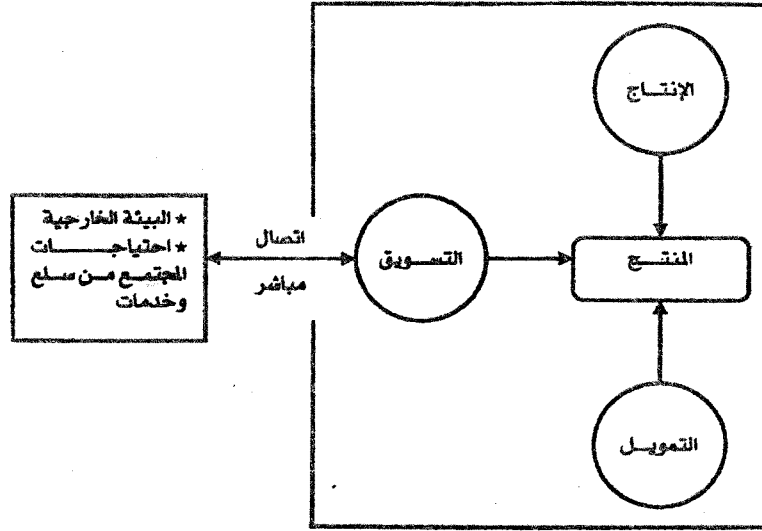 الإنتاج
* البيئة الخارجية
* احتياجات
المجتمع من سلع
وخدمات
اتصال
مباشر
التسويق
المنتج
التمويل